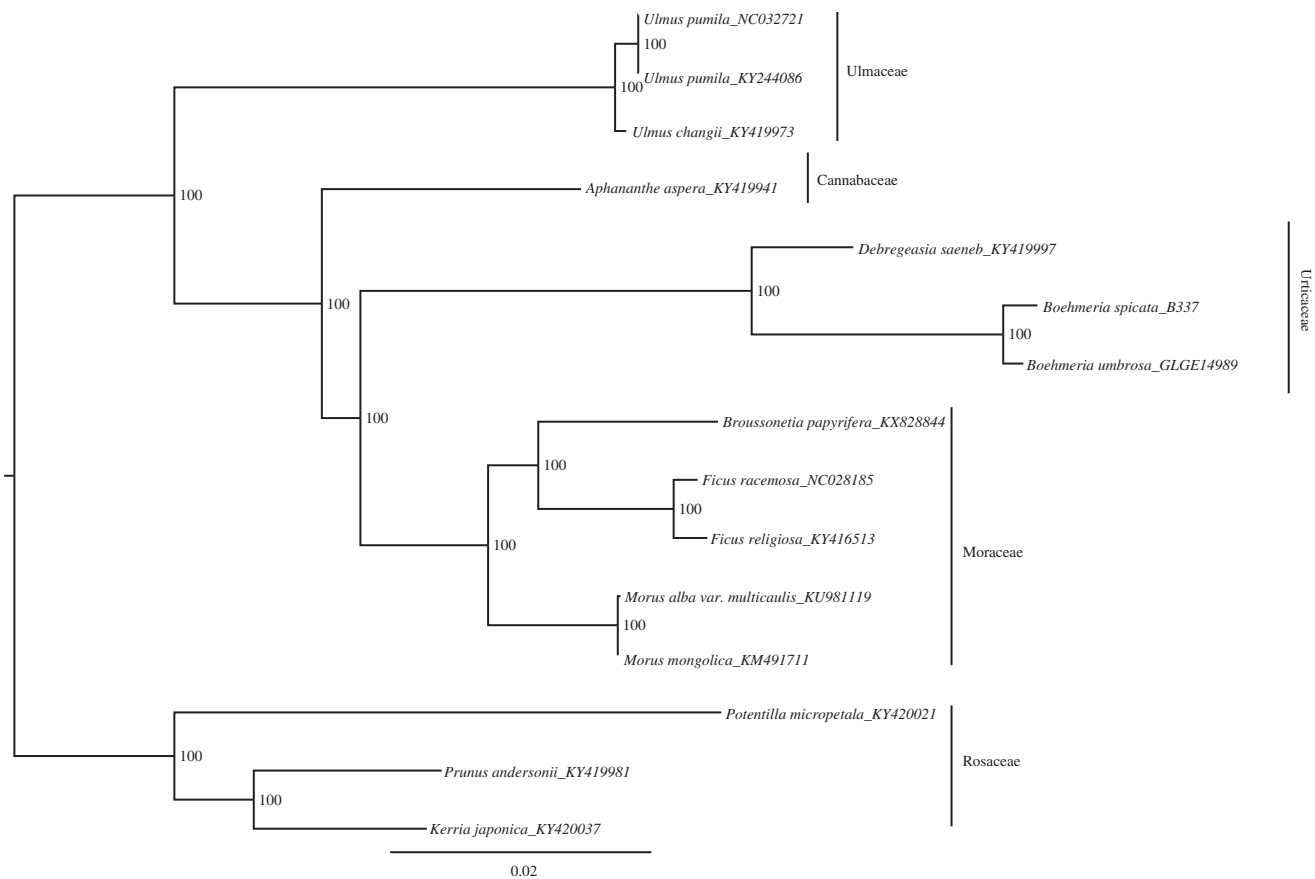 Ulmus pumila_NC032721
100
Ulmus pumila_KY244086
100
Ulmus changii_KY419973
Ulmaceae
100
Aphananthe aspera_KY419941
Cannabaceae
100
Debregeasia saeneb_KY419997
100
Boehmeria spicata_B337
100
Boehmeria umbrosa_GLGE14989
Urticaceae
100
Broussonetia papyrifera_KX828844
100
Ficus racemosa_NC028185
100
Ficus religiosa_KY416513
100
Moraceae
Morus alba var. multicaulis_KU981119
100
Morus mongolica_KM491711
Potentilla micropetala_KY420021
100
Rosaceae
Prunus andersonii_KY419981
100
Kerria japonica_KY420037
0.02